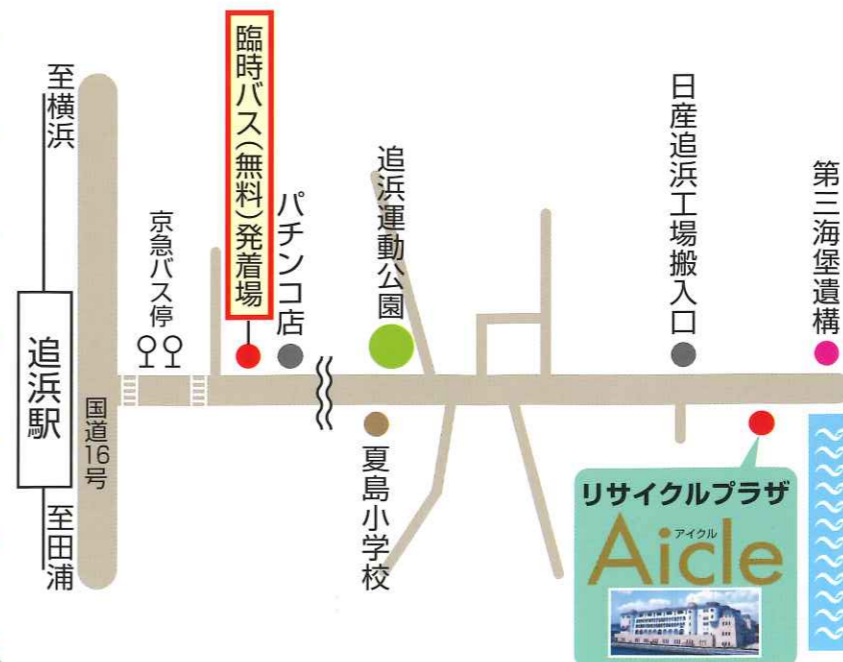 至横浜
追浜駅
至田浦
国道16号
京急バス停
臨時バス(無料)発着場
パチンコ店
追浜運動公園
夏島小学校
日産追浜工場搬入口
第三海堡遺構
リサイクルプラザ
アイクル
Aicle